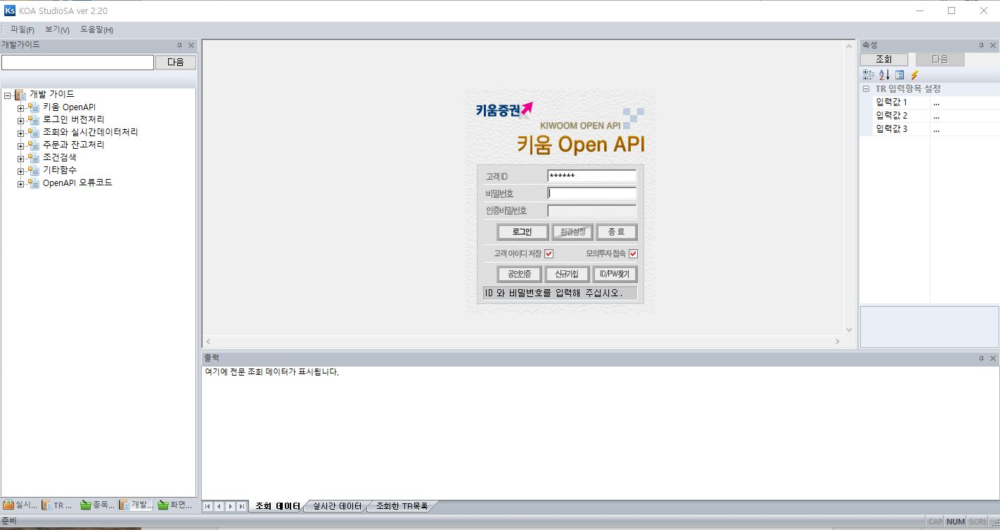 Ks KOA StudioSA ver 2.20
파일(F) 보기(V) 도움말(H)
개발가이드
다음
개발 가이드
키움 OpenAPI
로그인 버전처리
조회와 실시간데이터처리
주문과 잔고처리
조건검색
기타함수
OpenAPI 오류코드
실시... TR ... 종목... 개발... 화면...
키움증권
KIWOOM OPEN API
키움 Open API
고객 ID ******
비밀번호
인증비밀번호
로그인 환경설정 종 료
고객 아이디 저장 모의투자 접속
공인인증 신규가입 ID/PW찾기
ID 와 비밀번호를 입력해 주십시오.
출력
여기에 전문 조회 데이터가 표시됩니다.
조회 데이터 실시간 데이터 조회한 TR목록
속성
조회 다음
TR 입력항목 설정
입력값 1 ...
입력값 2 ...
입력값 3 ...
준비
CAP NUM SCRL